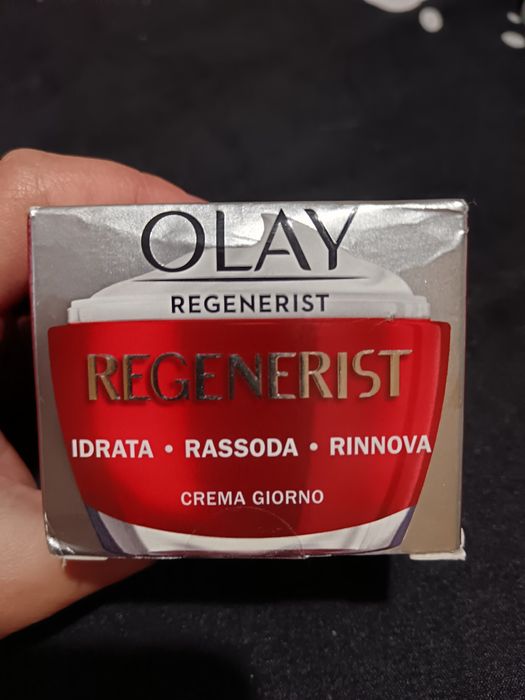 OLAY
REGENERIST
REGENERIST
IDRATA • RASSODA • RINNOVA
CREMA GIORNO